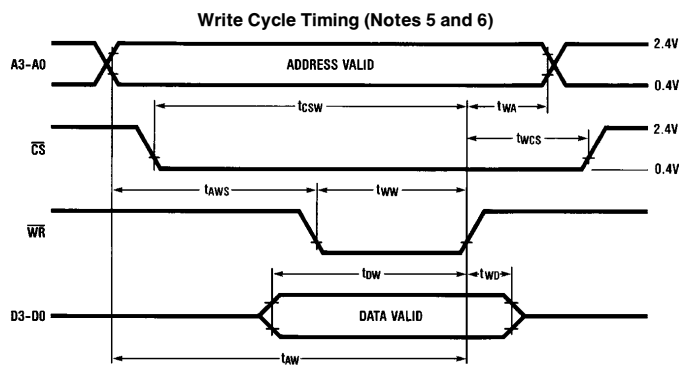 Write Cycle Timing (Notes 5 and 6)
A3-A0
ADDRESS VALID
2.4V
0.4V
tCSW
tWA
CS
tWCS
2.4V
0.4V
tAWS
tWW
WR
tDW
tWD
D3-D0
DATA VALID
tAW